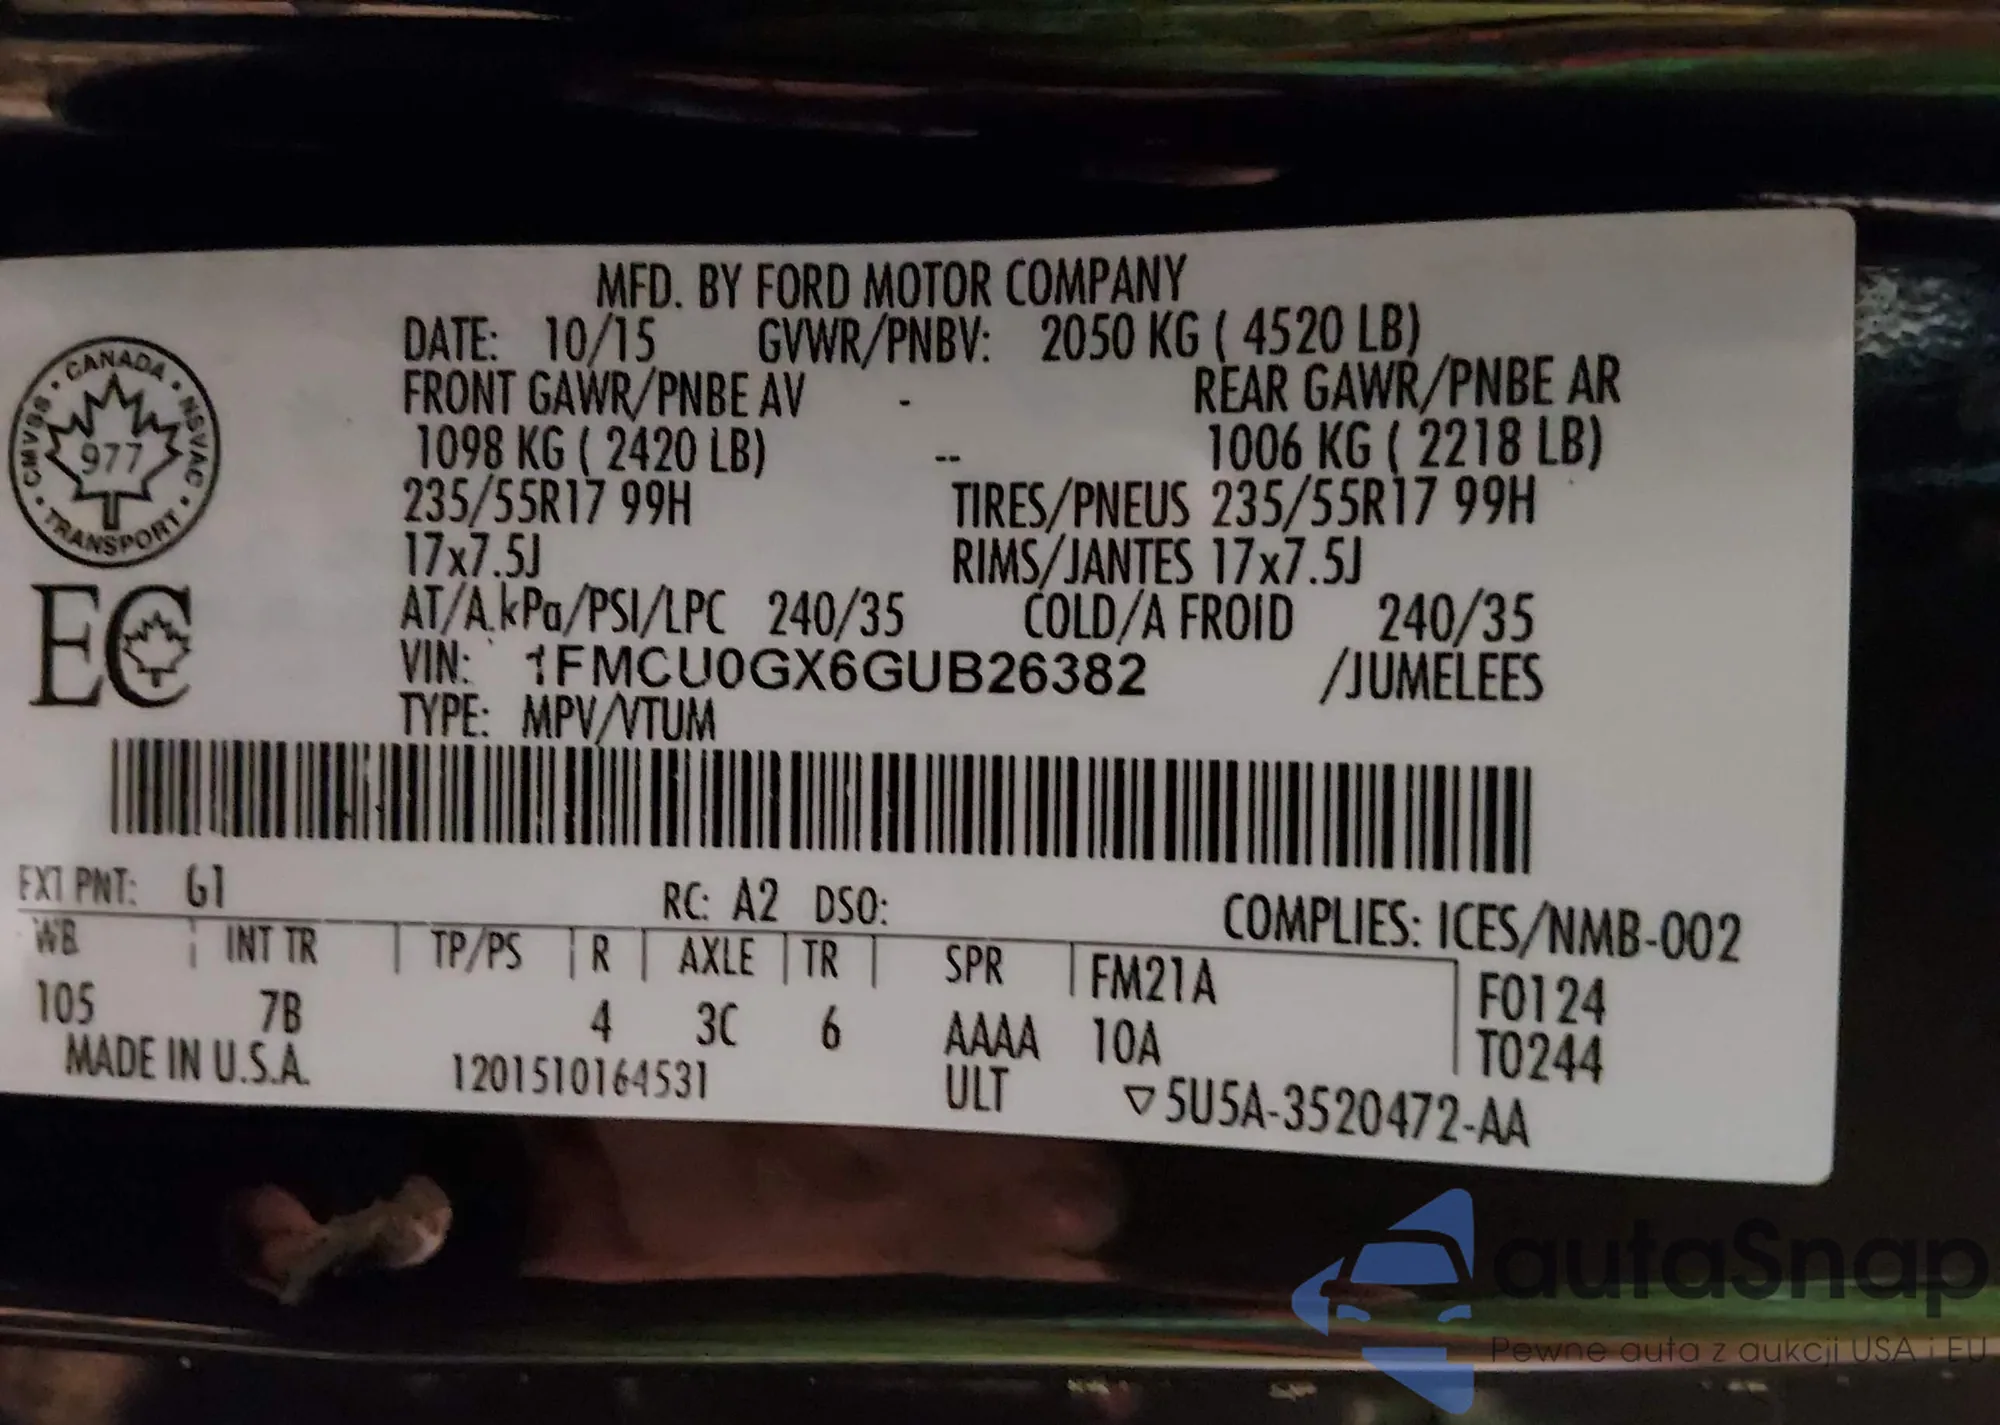 MFD. BY FORD MOTOR COMPANY
DATE: 10/15 GVWR/PNBV: 2050 KG ( 4520 LB)
FRONT GAWR/PNBE AV - REAR GAWR/PNBE AR
1098 KG ( 2420 LB) -- 1006 KG ( 2218 LB)
235/55R17 99H TIRES/PNEUS 235/55R17 99H
17x7.5J RIMS/JANTES 17x7.5J
AT/A.kPa/PSI/LPC 240/35 COLD/A FROID 240/35
VIN: 1FMCU0GX6GUB26382 /JUMELEES
TYPE: MPV/VTUM
CANADA
CMVSS NSVAC
977
TRANSPORT
EC
EXT PNT: G1 RC: A2 DSO: COMPLIES: ICES/NMB-002
WB INT TR TP/PS R AXLE TR SPR FM21A F0124
105 7B 4 3C 6 AAAA 10A T0244
MADE IN U.S.A. 1201510164531 ULT ▽5U5A-3520472-AA
autaSnap
Pewne auta z aukcji USA i EU